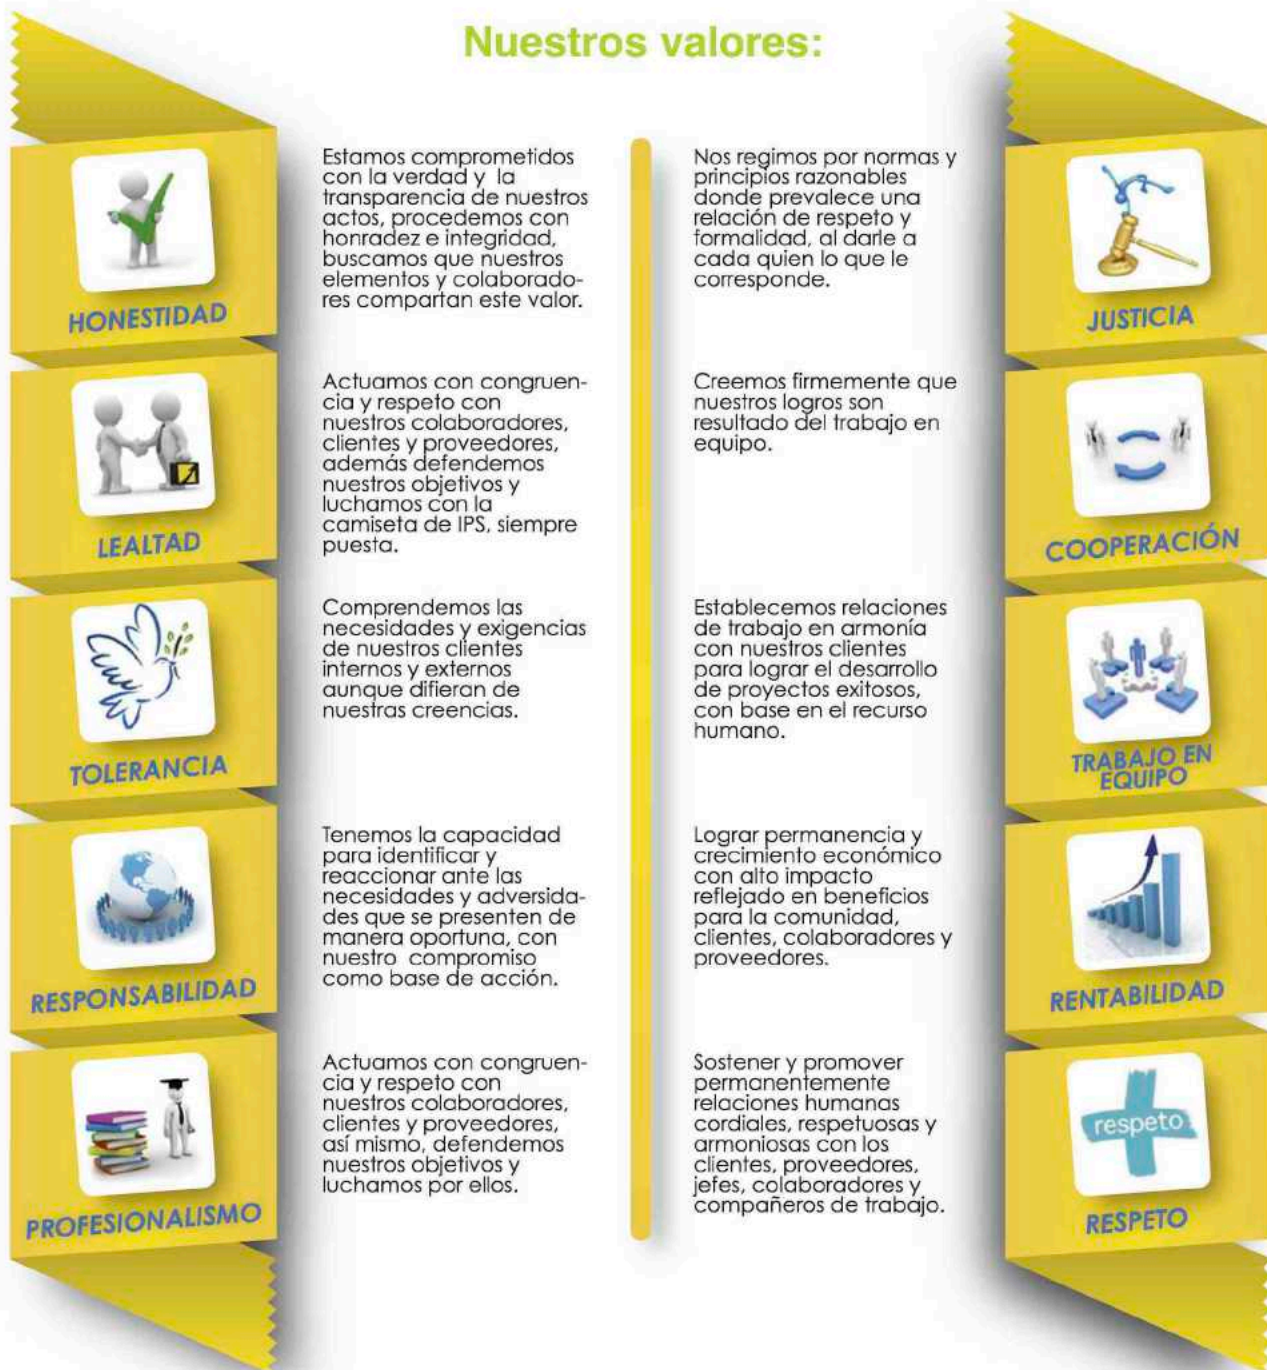 Nuestros valores:
HONESTIDAD
Estamos comprometidos
con la verdad y la
transparencia de nuestros
actos, procedemos con
honradez e integridad,
buscamos que nuestros
elementos y colaborado-
res compartan este valor.
LEALTAD
Actuamos con congruen-
cia y respeto con
nuestros colaboradores,
clientes y proveedores,
además defendemos
nuestros objetivos y
luchamos con la
camiseta de IPS, siempre
puesta.
TOLERANCIA
Comprendemos las
necesidades y exigencias
de nuestros clientes
internos y externos
aunque difieran de
nuestras creencias.
RESPONSABILIDAD
Tenemos la capacidad
para identificar y
reaccionar ante las
necesidades y adversida-
des que se presenten de
manera oportuna, con
nuestro compromiso
como base de acción.
PROFESIONALISMO
Actuamos con congruen-
cia y respeto con
nuestros colaboradores,
clientes y proveedores,
así mismo, defendemos
nuestros objetivos y
luchamos por ellos.
Nos regimos por normas y
principios razonables
donde prevalece una
relación de respeto y
formalidad, al darle a
cada quien lo que le
corresponde.
JUSTICIA
Creemos firmemente que
nuestros logros son
resultado del trabajo en
equipo.
COOPERACIÓN
Establecemos relaciones
de trabajo en armonía
con nuestros clientes
para lograr el desarrollo
de proyectos exitosos,
con base en el recurso
humano.
TRABAJO EN
EQUIPO
Lograr permanencia y
crecimiento económico
con alto impacto
reflejado en beneficios
para la comunidad,
clientes, colaboradores y
proveedores.
RENTABILIDAD
Sostener y promover
permanentemente
relaciones humanas
cordiales, respetuosas y
armoniosas con los
clientes, proveedores,
jefes, colaboradores y
compañeros de trabajo.
respeto
RESPETO